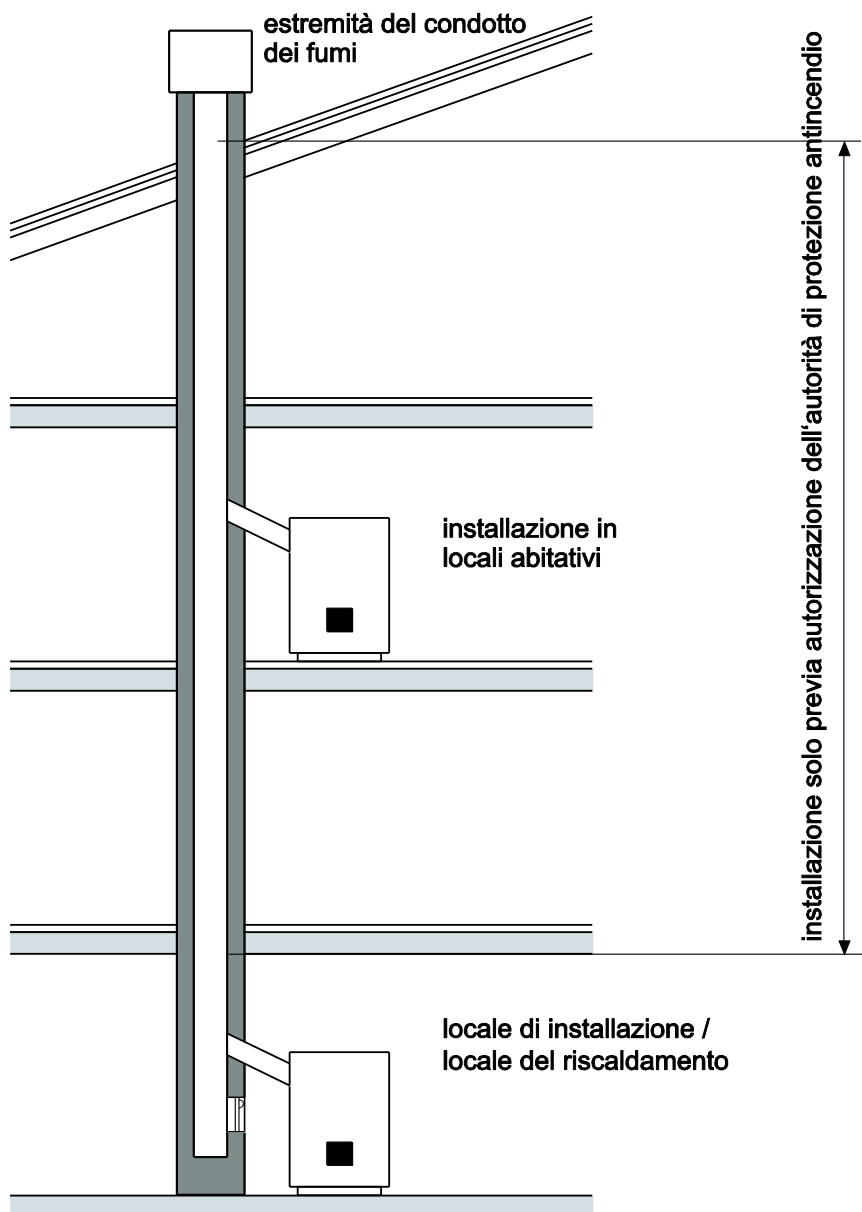 estremità del condotto
dei fumi
installazione solo previa autorizzazione dell'autorità di protezione antincendio
installazione in
locali abitativi
locale di installazione /
locale del riscaldamento